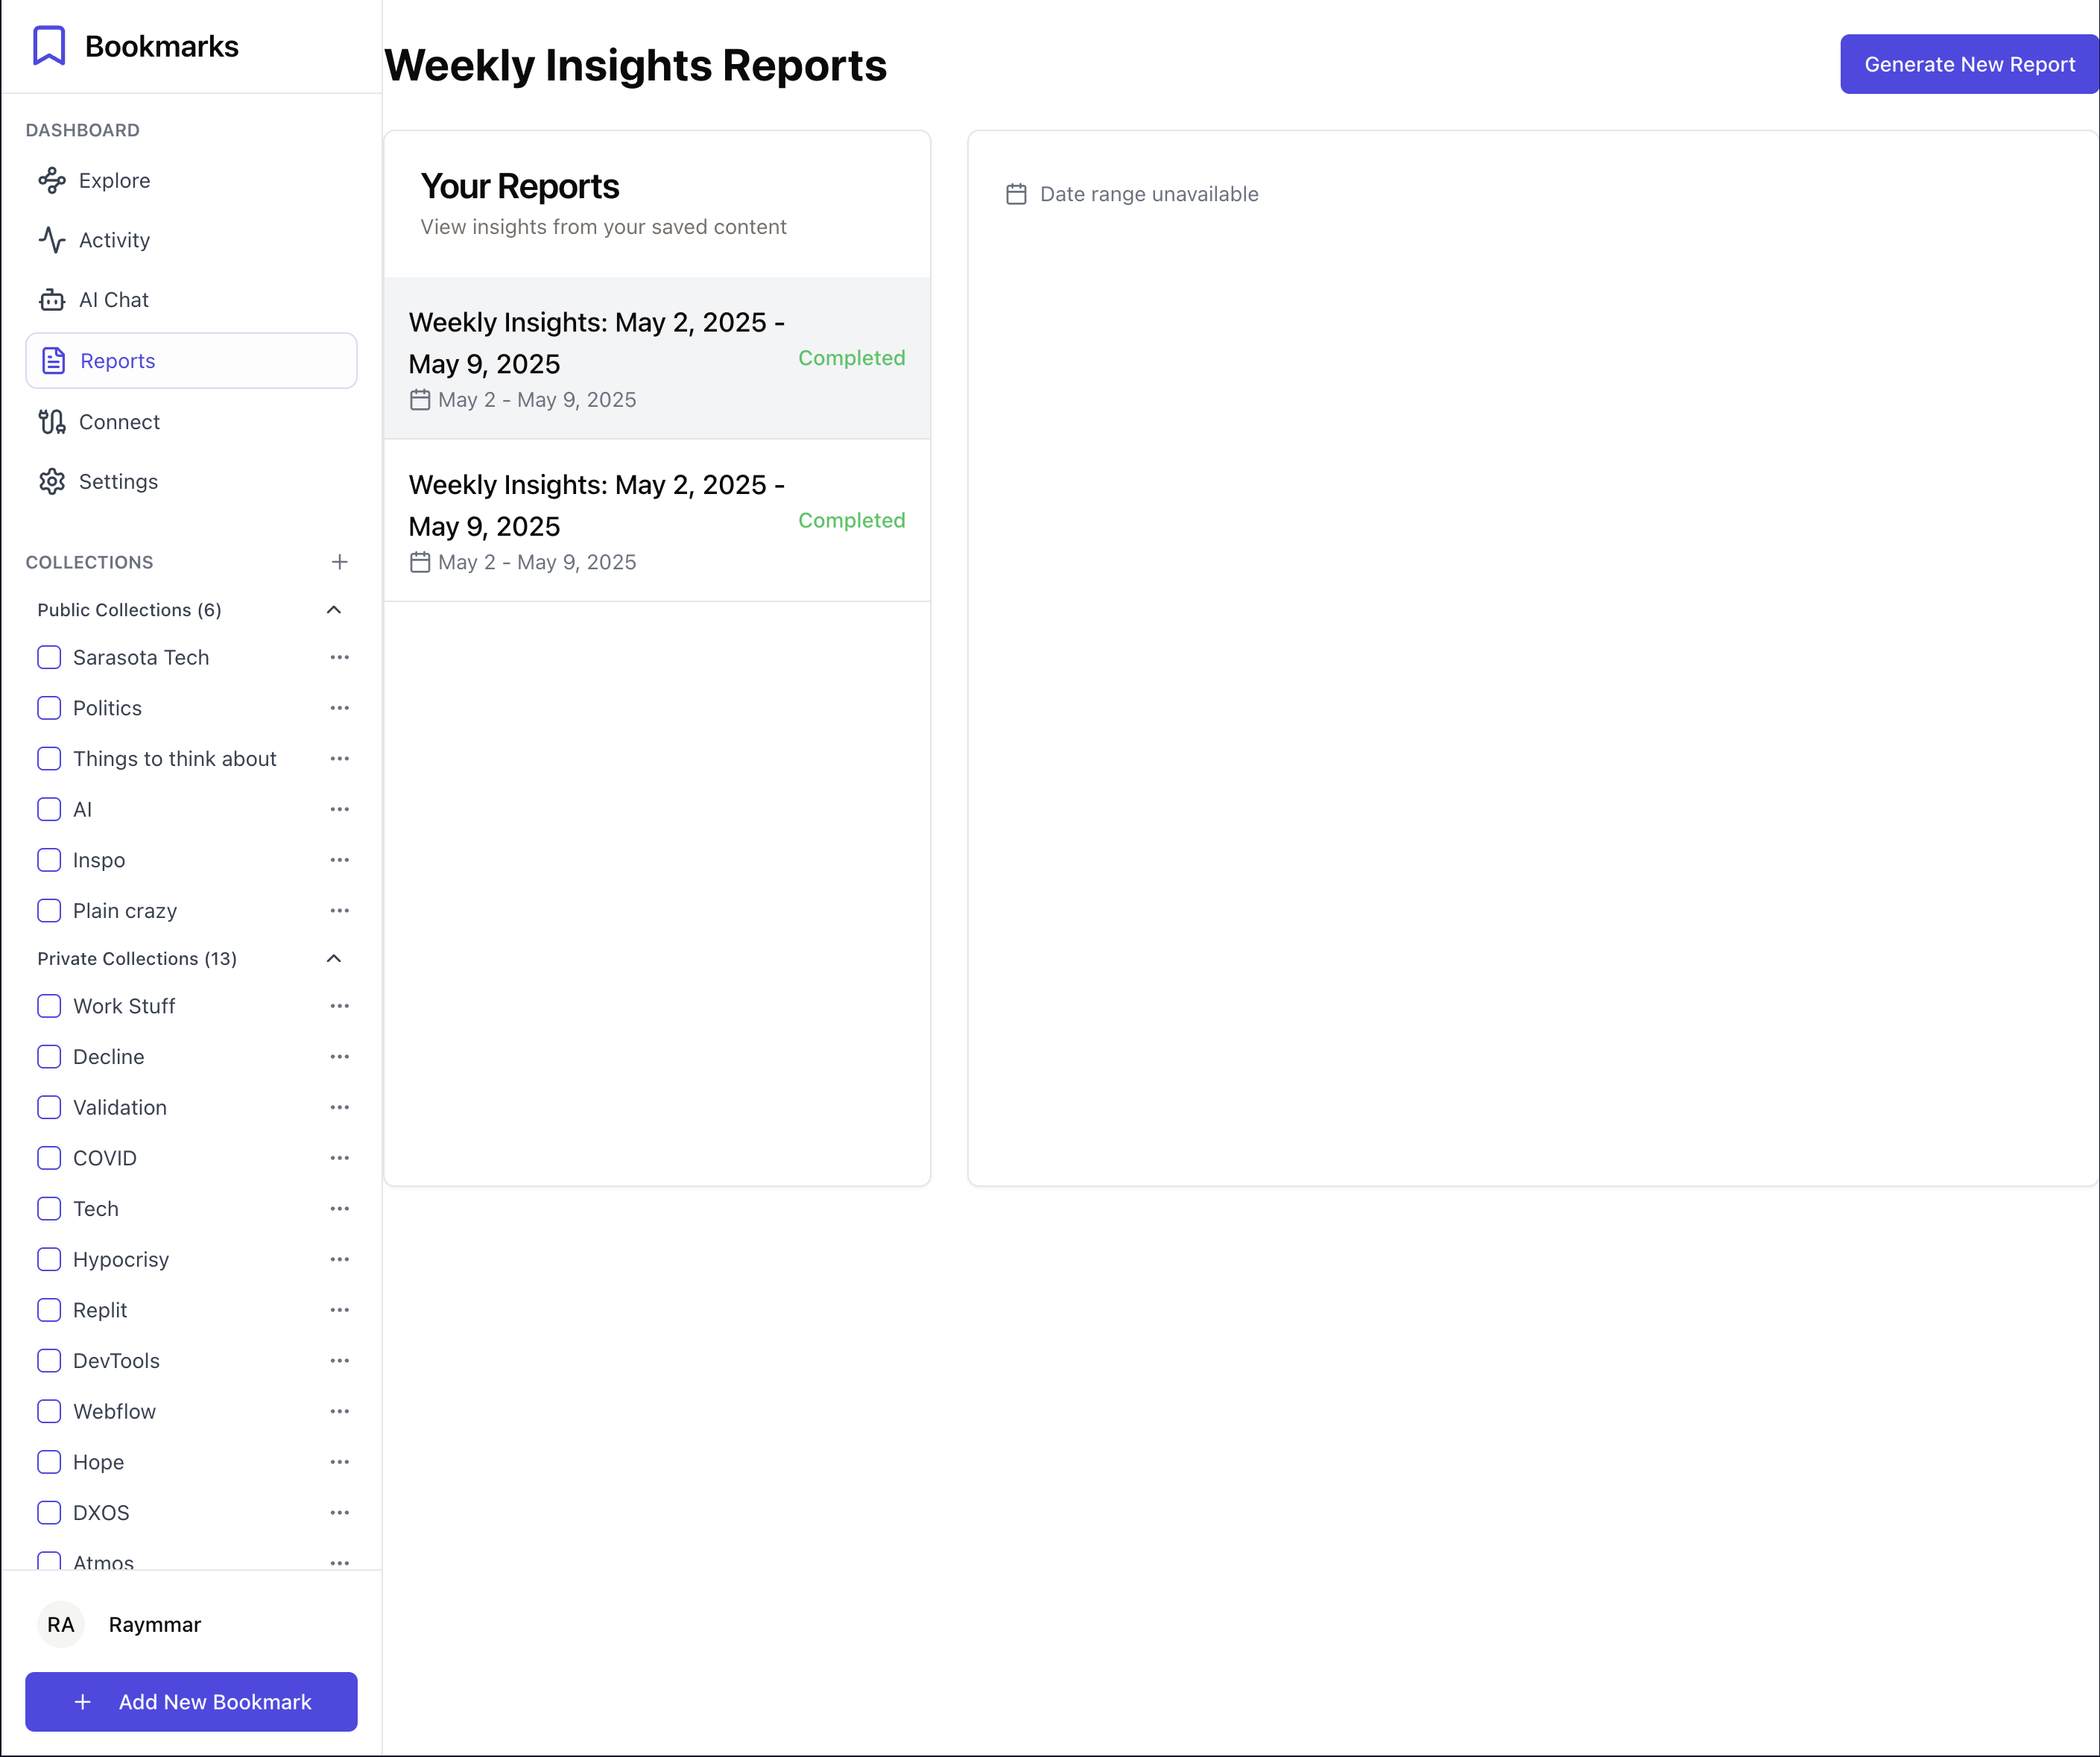 Bookmarks
DASHBOARD
Explore
Activity
AI Chat
Reports
Connect
Settings
COLLECTIONS
Public Collections (6)
Sarasota Tech
Politics
Things to think about
AI
Inspo
Plain crazy
Private Collections (13)
Work Stuff
Decline
Validation
COVID
Tech
Hypocrisy
Replit
DevTools
Webflow
Hope
DXOS
Atmos
RA
Raymmar
Add New Bookmark
Weekly Insights Reports
Generate New Report
Your Reports
View insights from your saved content
Weekly Insights: May 2, 2025 -
May 9, 2025
Completed
May 2 - May 9, 2025
Weekly Insights: May 2, 2025 -
May 9, 2025
Completed
May 2 - May 9, 2025
Date range unavailable